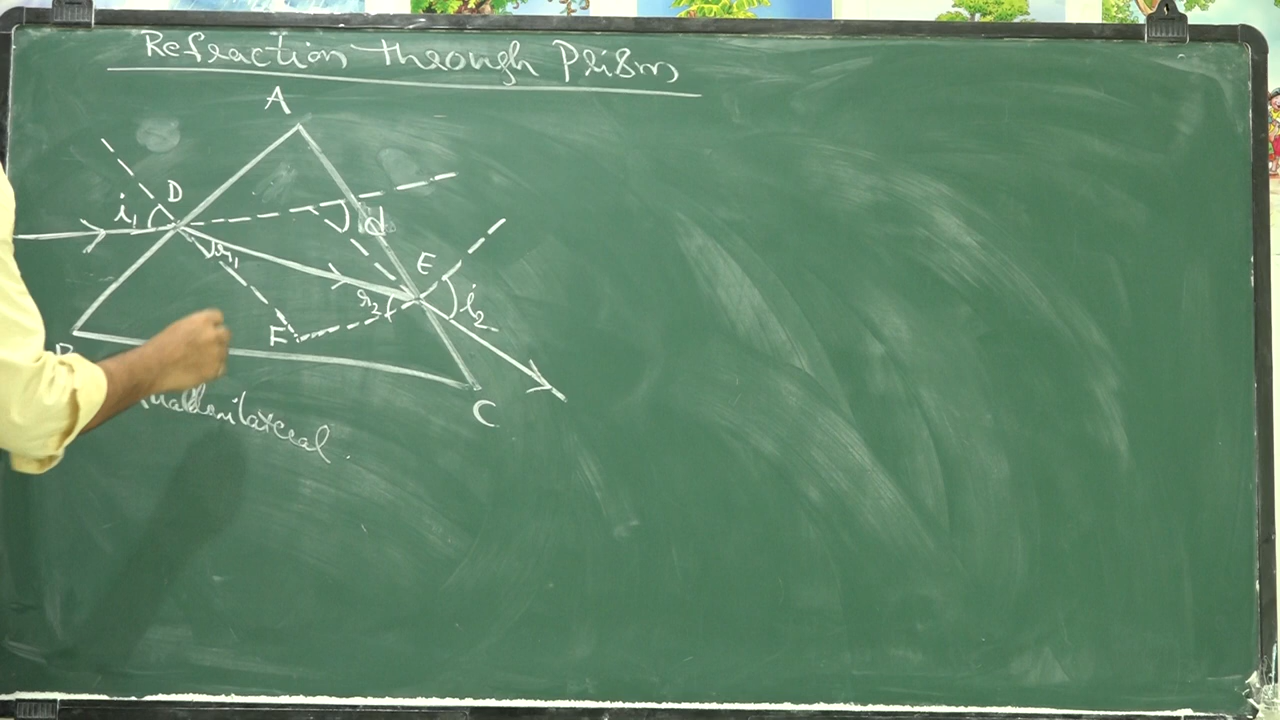 Refraction through Prism
A
D
i₁
d
r₁
E
r₂
i₂
F
C